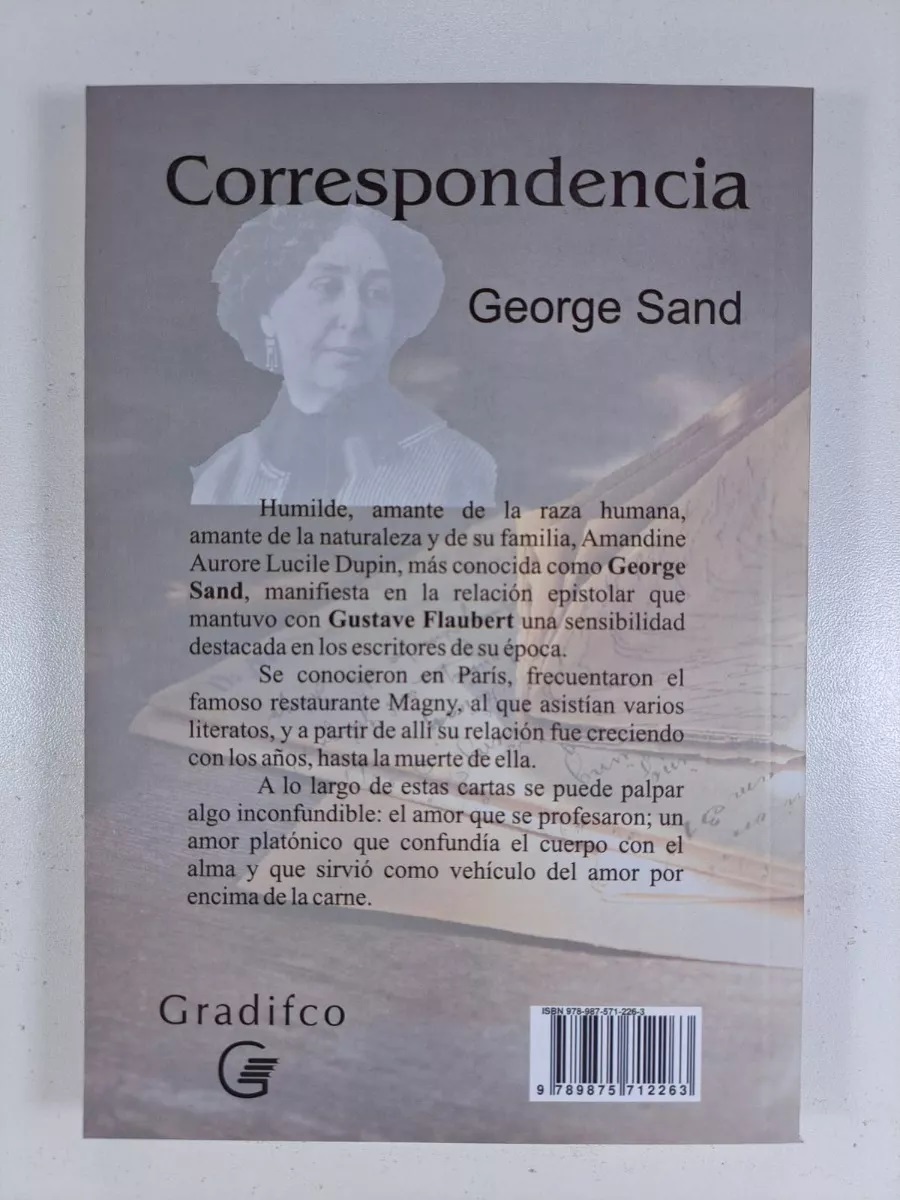 Correspondencia
George Sand
Humilde, amante de la raza humana,
amante de la naturaleza y de su familia, Amandine
Aurore Lucile Dupin, más conocida como George
Sand, manifiesta en la relación epistolar que
mantuvo con Gustave Flaubert una sensibilidad
destacada en los escritores de su época.
Se conocieron en París, frecuentaron el
famoso restaurante Magny, al que asistían varios
literatos, y a partir de allí su relación fue creciendo
con los años, hasta la muerte de ella.
A lo largo de estas cartas se puede palpar
algo inconfundible: el amor que se profesaron; un
amor platónico que confundía el cuerpo con el
alma y que sirvió como vehículo del amor por
encima de la carne.
Gradifco
ISBN 978-987-571-226-3
9 789875 712263